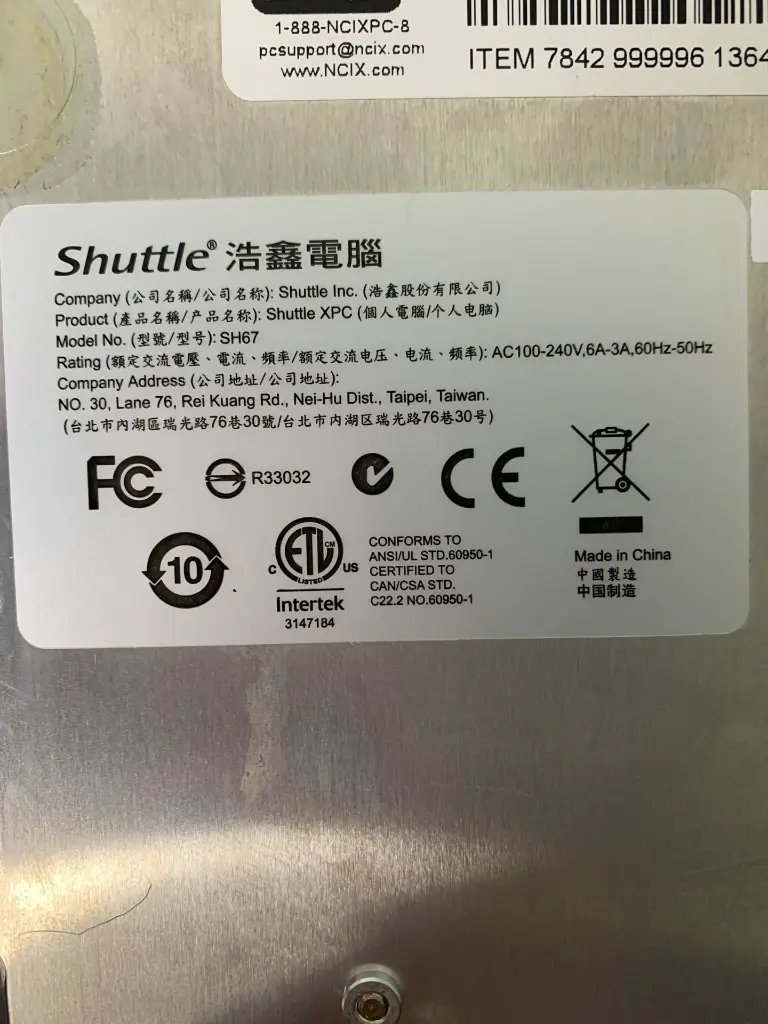 1-888-NCIXPC-8
pcsupport@ncix.com
www.NCIX.com
ITEM 7842 999996 1364
Shuttle® 浩鑫電腦
Company (公司名稱/公司名称): Shuttle Inc. (浩鑫股份有限公司)
Product (產品名稱/产品名称): Shuttle XPC (個人電腦/个人电脑)
Model No. (型號/型号): SH67
Rating (額定交流電壓、電流、頻率/额定交流电压、电流、频率): AC100-240V,6A-3A,60Hz-50Hz
Company Address (公司地址/公司地址):
NO. 30, Lane 76, Rei Kuang Rd., Nei-Hu Dist., Taipei, Taiwan.
(台北市內湖區瑞光路76巷30號/台北市内湖区瑞光路76巷30号)
FC R33032 CE
10
C ETL CM US
LISTED
Intertek
3147184
CONFORMS TO
ANSI/UL STD.60950-1
CERTIFIED TO
CAN/CSA STD.
C22.2 NO.60950-1
Made in China
中國製造
中国制造